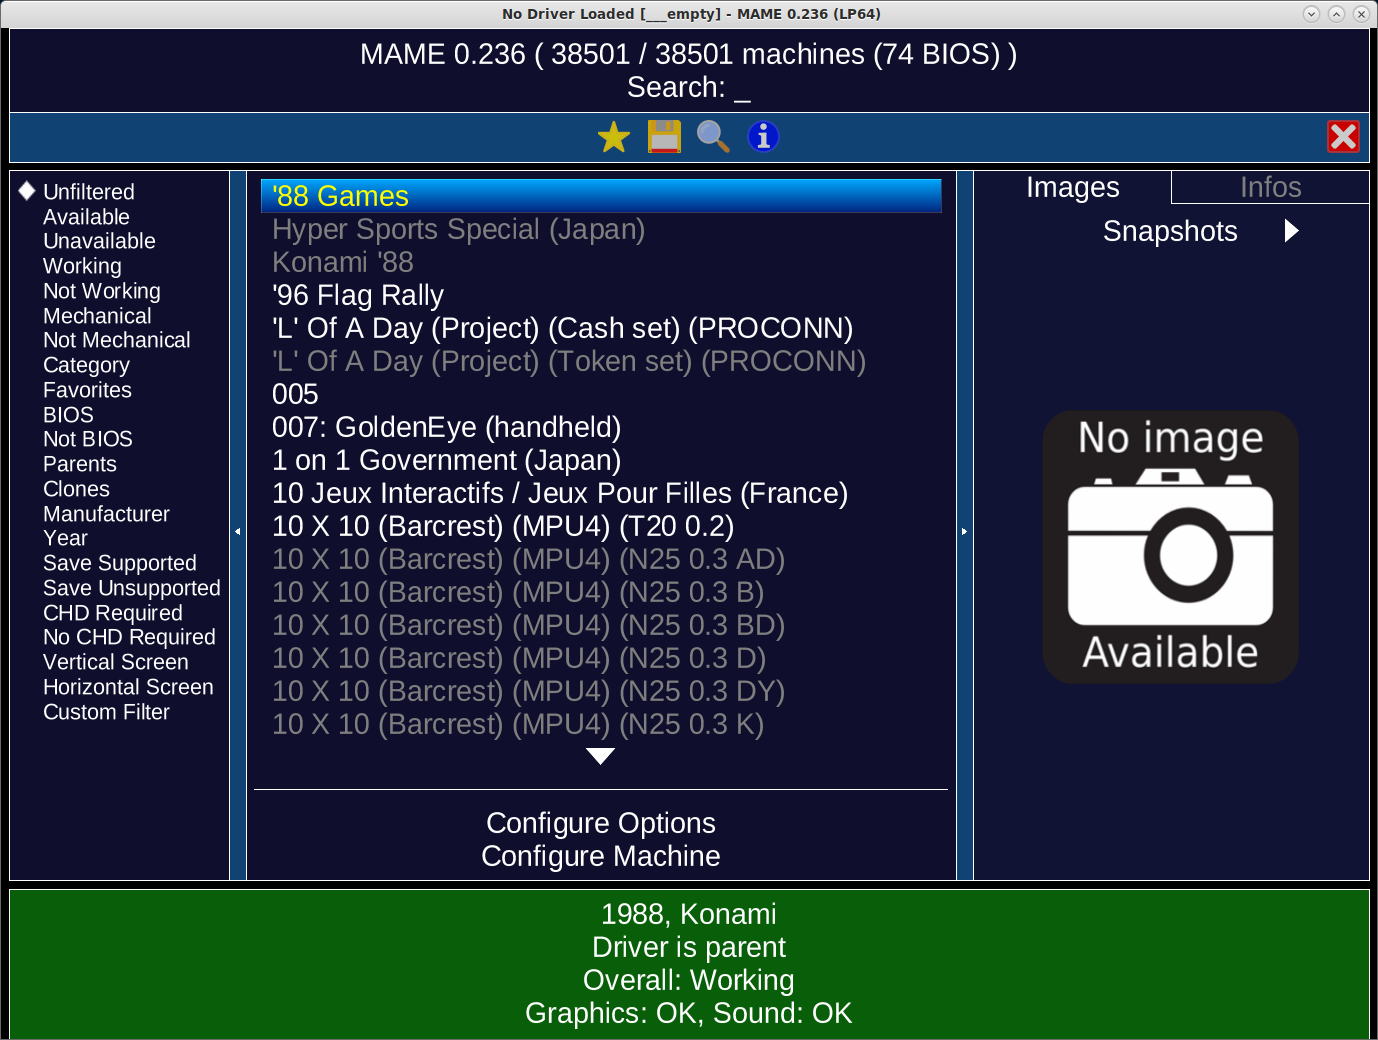 No Driver Loaded [___empty] - MAME 0.236 (LP64)
MAME 0.236 ( 38501 / 38501 machines (74 BIOS) )
Search: _
Unfiltered
Available
Unavailable
Working
Not Working
Mechanical
Not Mechanical
Category
Favorites
BIOS
Not BIOS
Parents
Clones
Manufacturer
Year
Save Supported
Save Unsupported
CHD Required
No CHD Required
Vertical Screen
Horizontal Screen
Custom Filter
'88 Games
Hyper Sports Special (Japan)
Konami '88
'96 Flag Rally
'L' Of A Day (Project) (Cash set) (PROCONN)
'L' Of A Day (Project) (Token set) (PROCONN)
005
007: GoldenEye (handheld)
1 on 1 Government (Japan)
10 Jeux Interactifs / Jeux Pour Filles (France)
10 X 10 (Barcrest) (MPU4) (T20 0.2)
10 X 10 (Barcrest) (MPU4) (N25 0.3 AD)
10 X 10 (Barcrest) (MPU4) (N25 0.3 B)
10 X 10 (Barcrest) (MPU4) (N25 0.3 BD)
10 X 10 (Barcrest) (MPU4) (N25 0.3 D)
10 X 10 (Barcrest) (MPU4) (N25 0.3 DY)
10 X 10 (Barcrest) (MPU4) (N25 0.3 K)
Configure Options
Configure Machine
Images
Infos
Snapshots
No image
Available
1988, Konami
Driver is parent
Overall: Working
Graphics: OK, Sound: OK